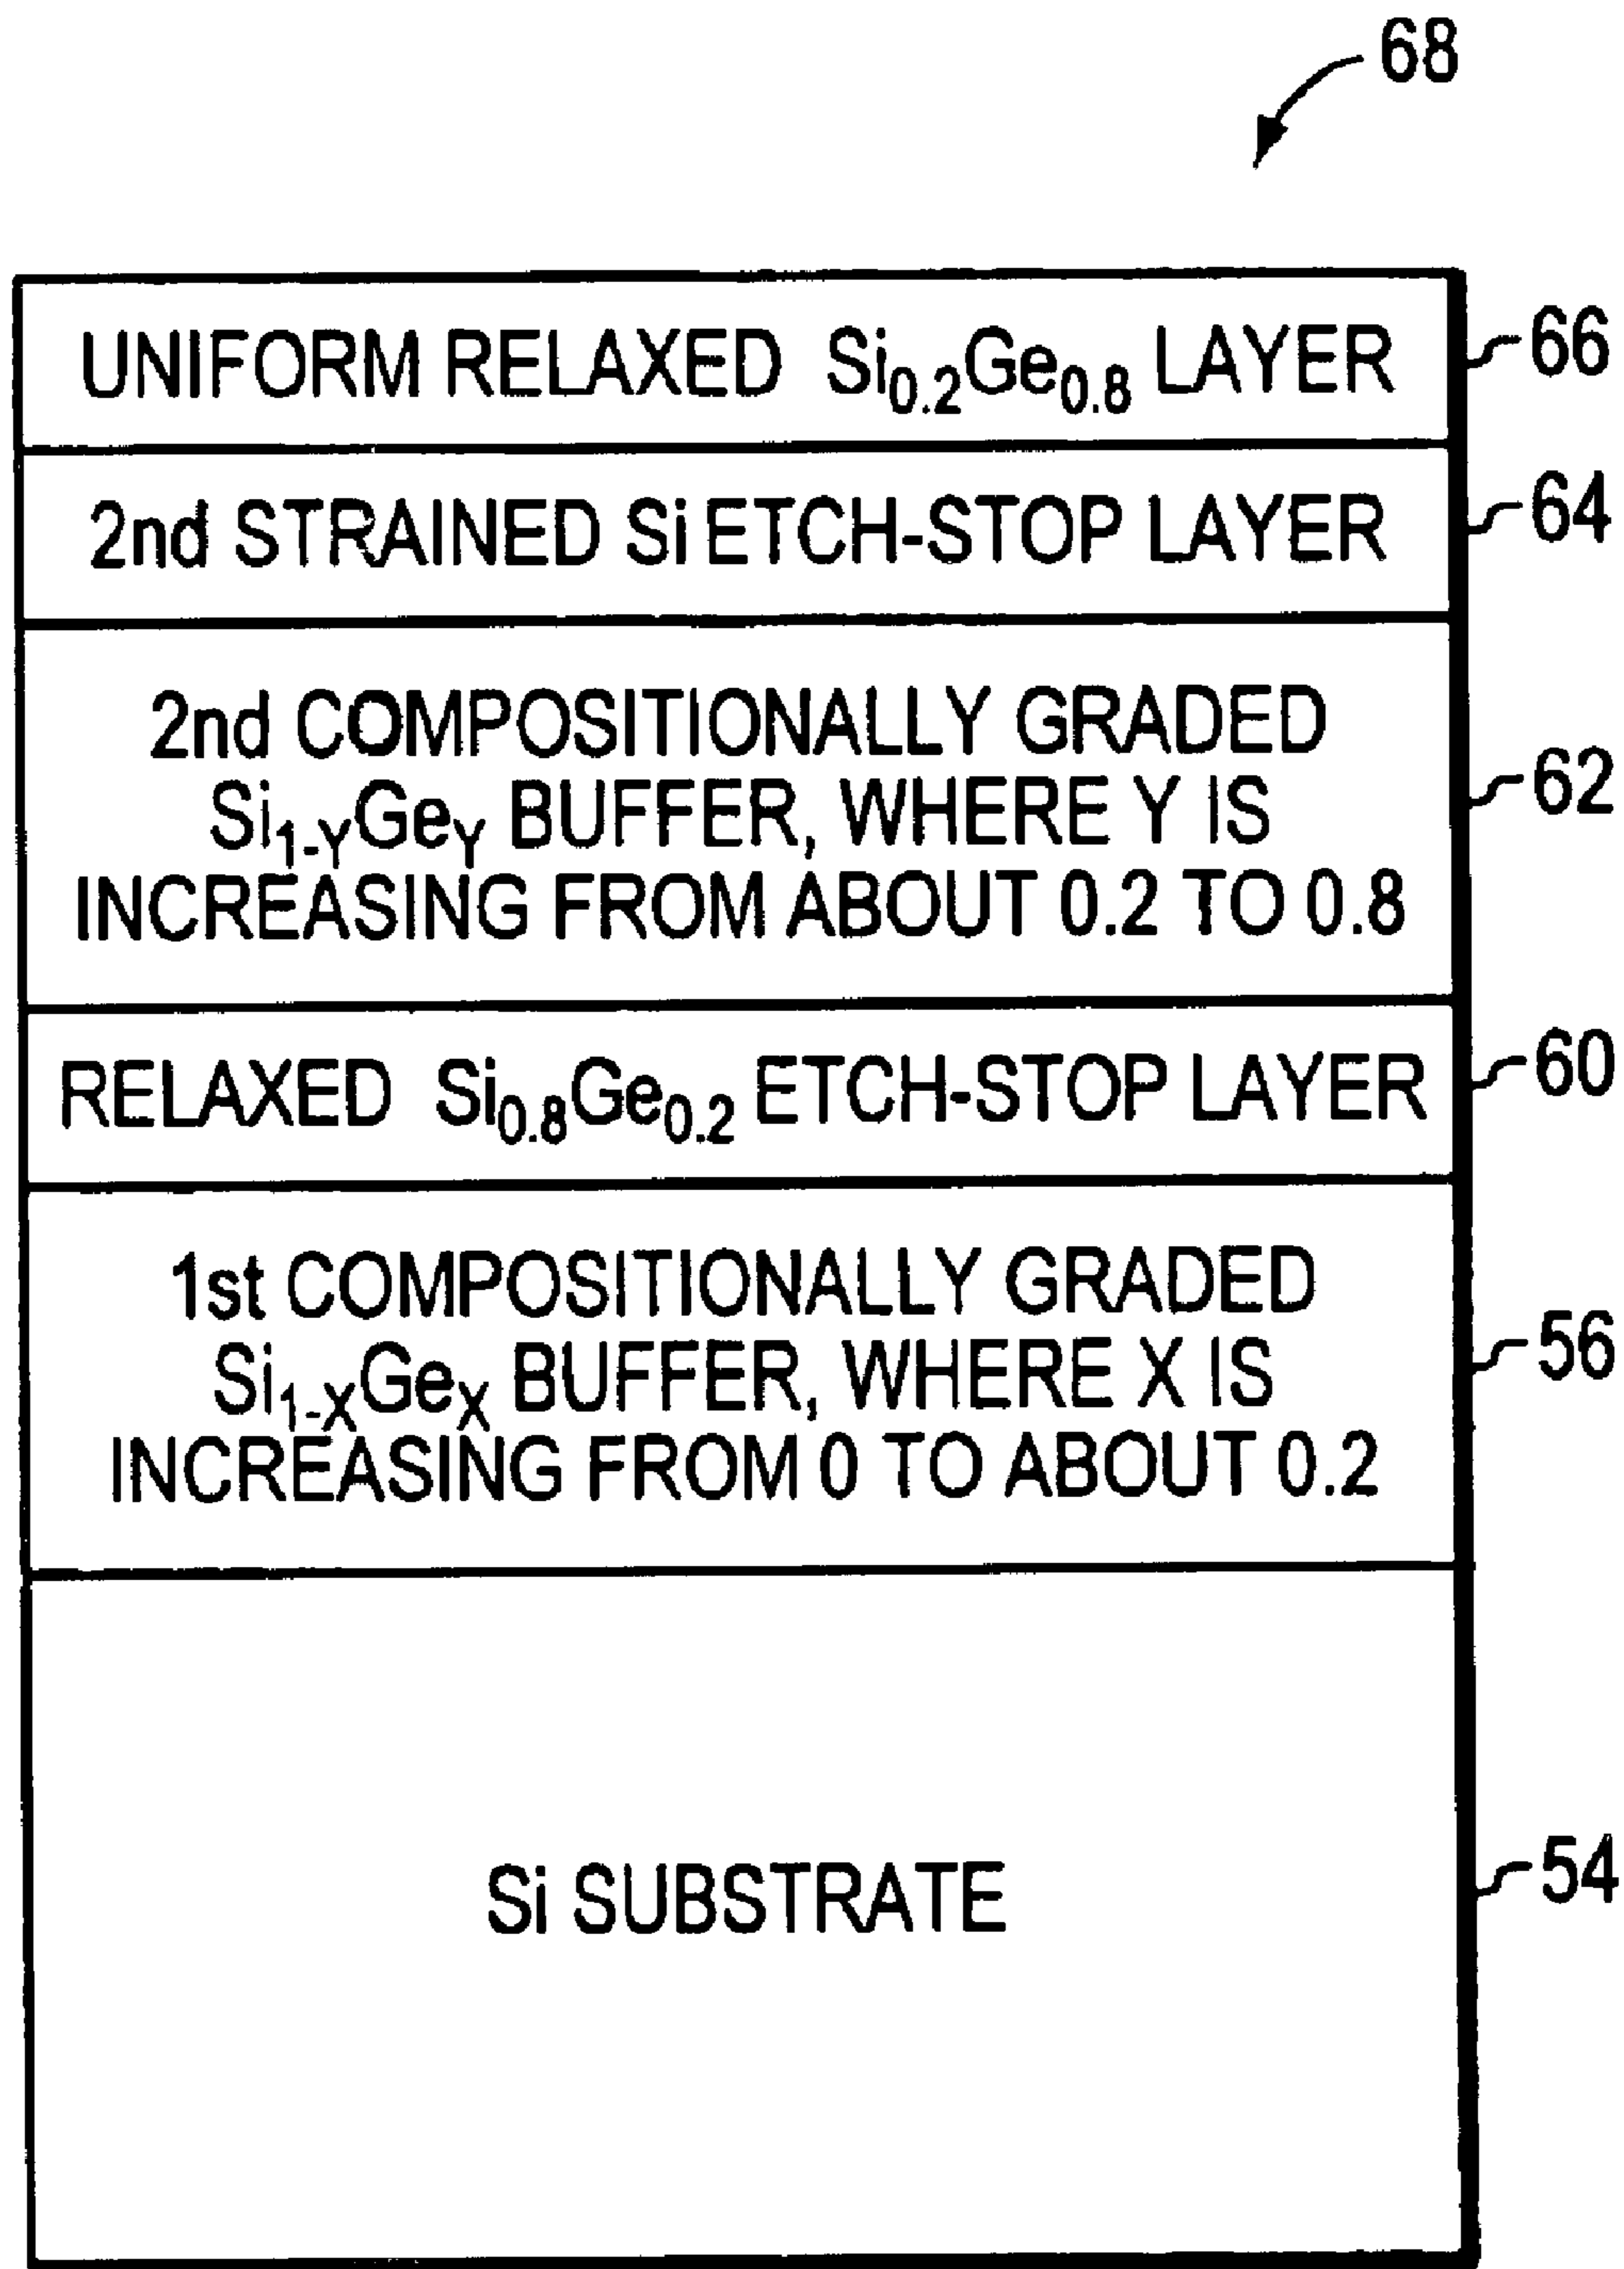 68
UNIFORM RELAXED Si0.2Ge0.8 LAYER
66
2nd STRAINED Si ETCH-STOP LAYER
64
2nd COMPOSITIONALLY GRADED
Si1-YGeY BUFFER, WHERE Y IS
INCREASING FROM ABOUT 0.2 TO 0.8
62
RELAXED Si0.8Ge0.2 ETCH-STOP LAYER
60
1st COMPOSITIONALLY GRADED
Si1-XGeX BUFFER, WHERE X IS
INCREASING FROM 0 TO ABOUT 0.2
56
Si SUBSTRATE
54